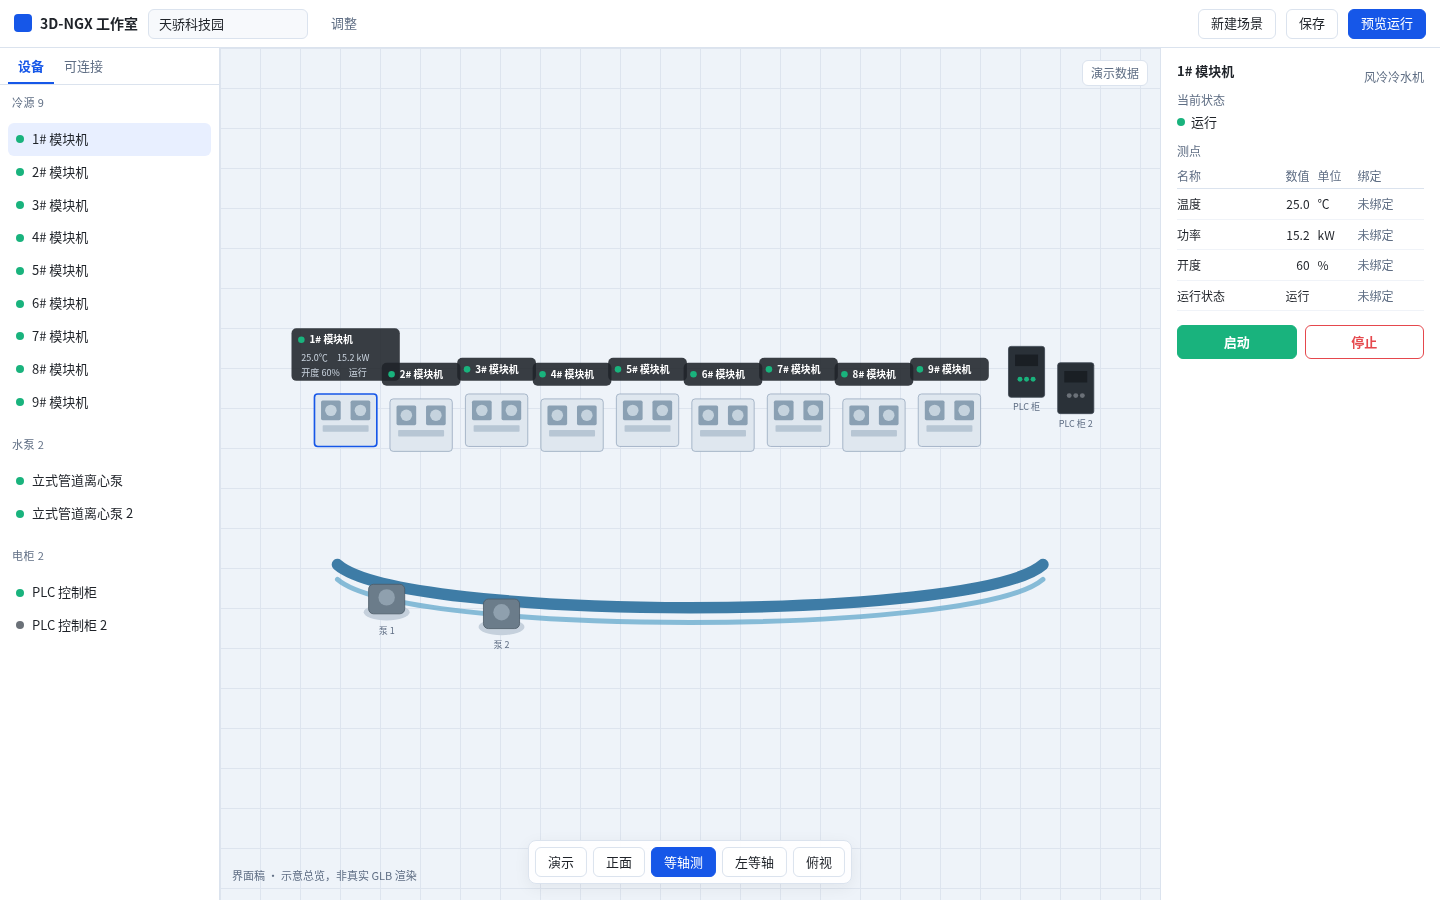 3D-NGX 工作室
天骄科技园
调整
新建场景
保存
预览运行
设备
可连接
冷源 9
1# 模块机
2# 模块机
3# 模块机
4# 模块机
5# 模块机
6# 模块机
7# 模块机
8# 模块机
9# 模块机
水泵 2
立式管道离心泵
立式管道离心泵 2
电柜 2
PLC 控制柜
PLC 控制柜 2
演示数据
1# 模块机
25.0℃ 15.2 kW
开度 60% 运行
2# 模块机
3# 模块机
4# 模块机
5# 模块机
6# 模块机
7# 模块机
8# 模块机
9# 模块机
PLC 柜
PLC 柜 2
泵 1
泵 2
界面稿 · 示意总览，非真实 GLB 渲染
演示
正面
等轴测
左等轴
俯视
1# 模块机
风冷冷水机
当前状态
运行
测点
名称 数值 单位 绑定
温度 25.0 ℃ 未绑定
功率 15.2 kW 未绑定
开度 60 % 未绑定
运行状态 运行 未绑定
启动
停止